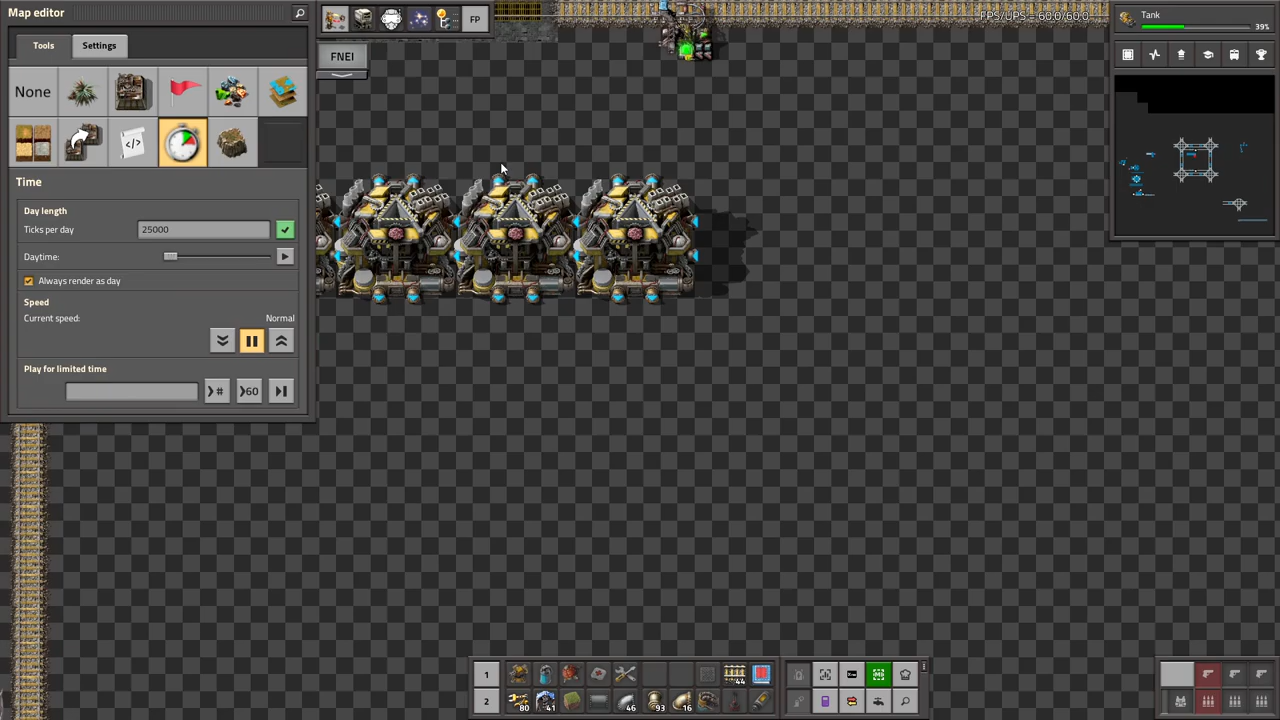 Map editor
Tools
Settings
None
Time
Day length
Ticks per day
25000
Daytime:
Always render as day
Speed
Current speed:
Normal
Play for limited time
#
60
FP
FNEI
FPS/UPS = 60.0/60.0
Tank
39%
1
44
2
80
41
46
93
16